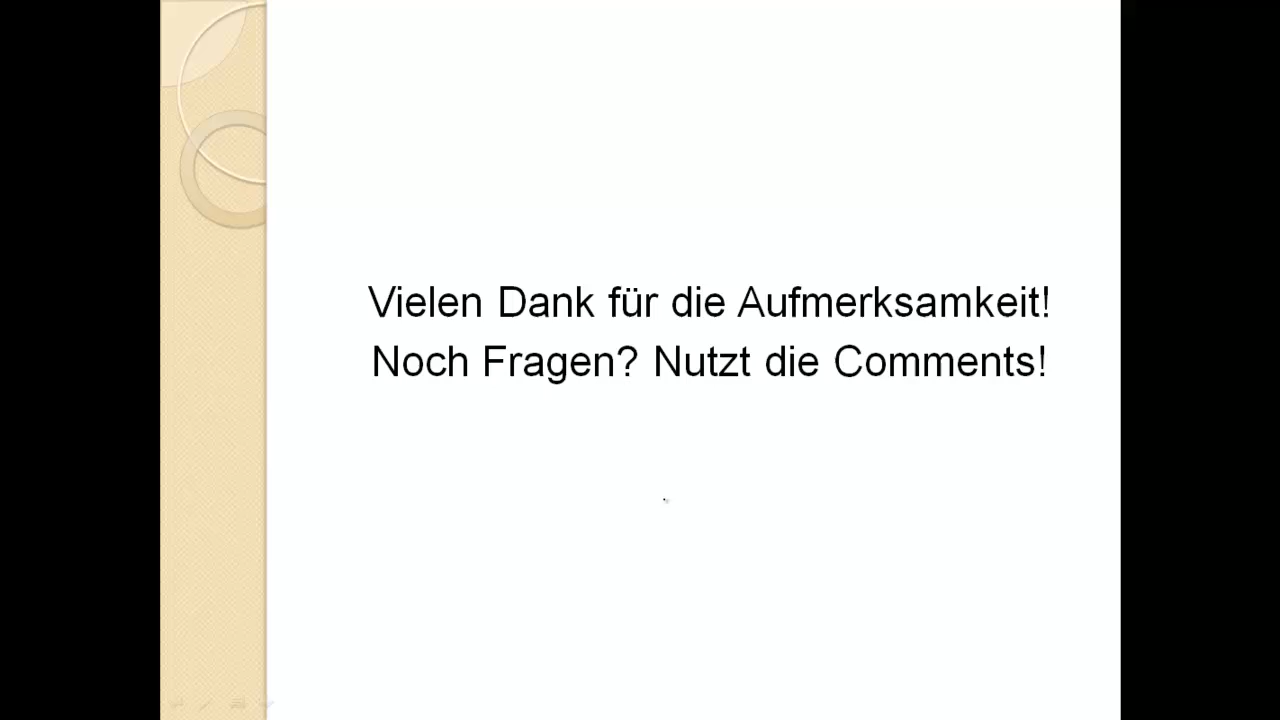 Vielen Dank für die Aufmerksamkeit!
Noch Fragen? Nutzt die Comments!